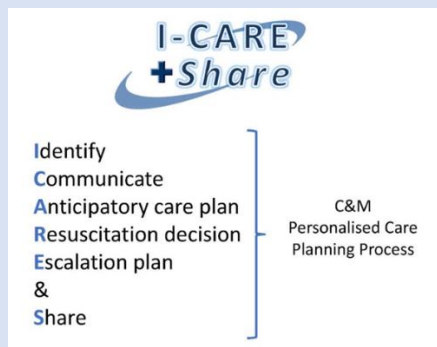 I-CARE
+Share
Identify
Communicate
Anticipatory care plan
Resuscitation decision
Escalation plan
&
Share
C&M
Personalised Care
Planning Process